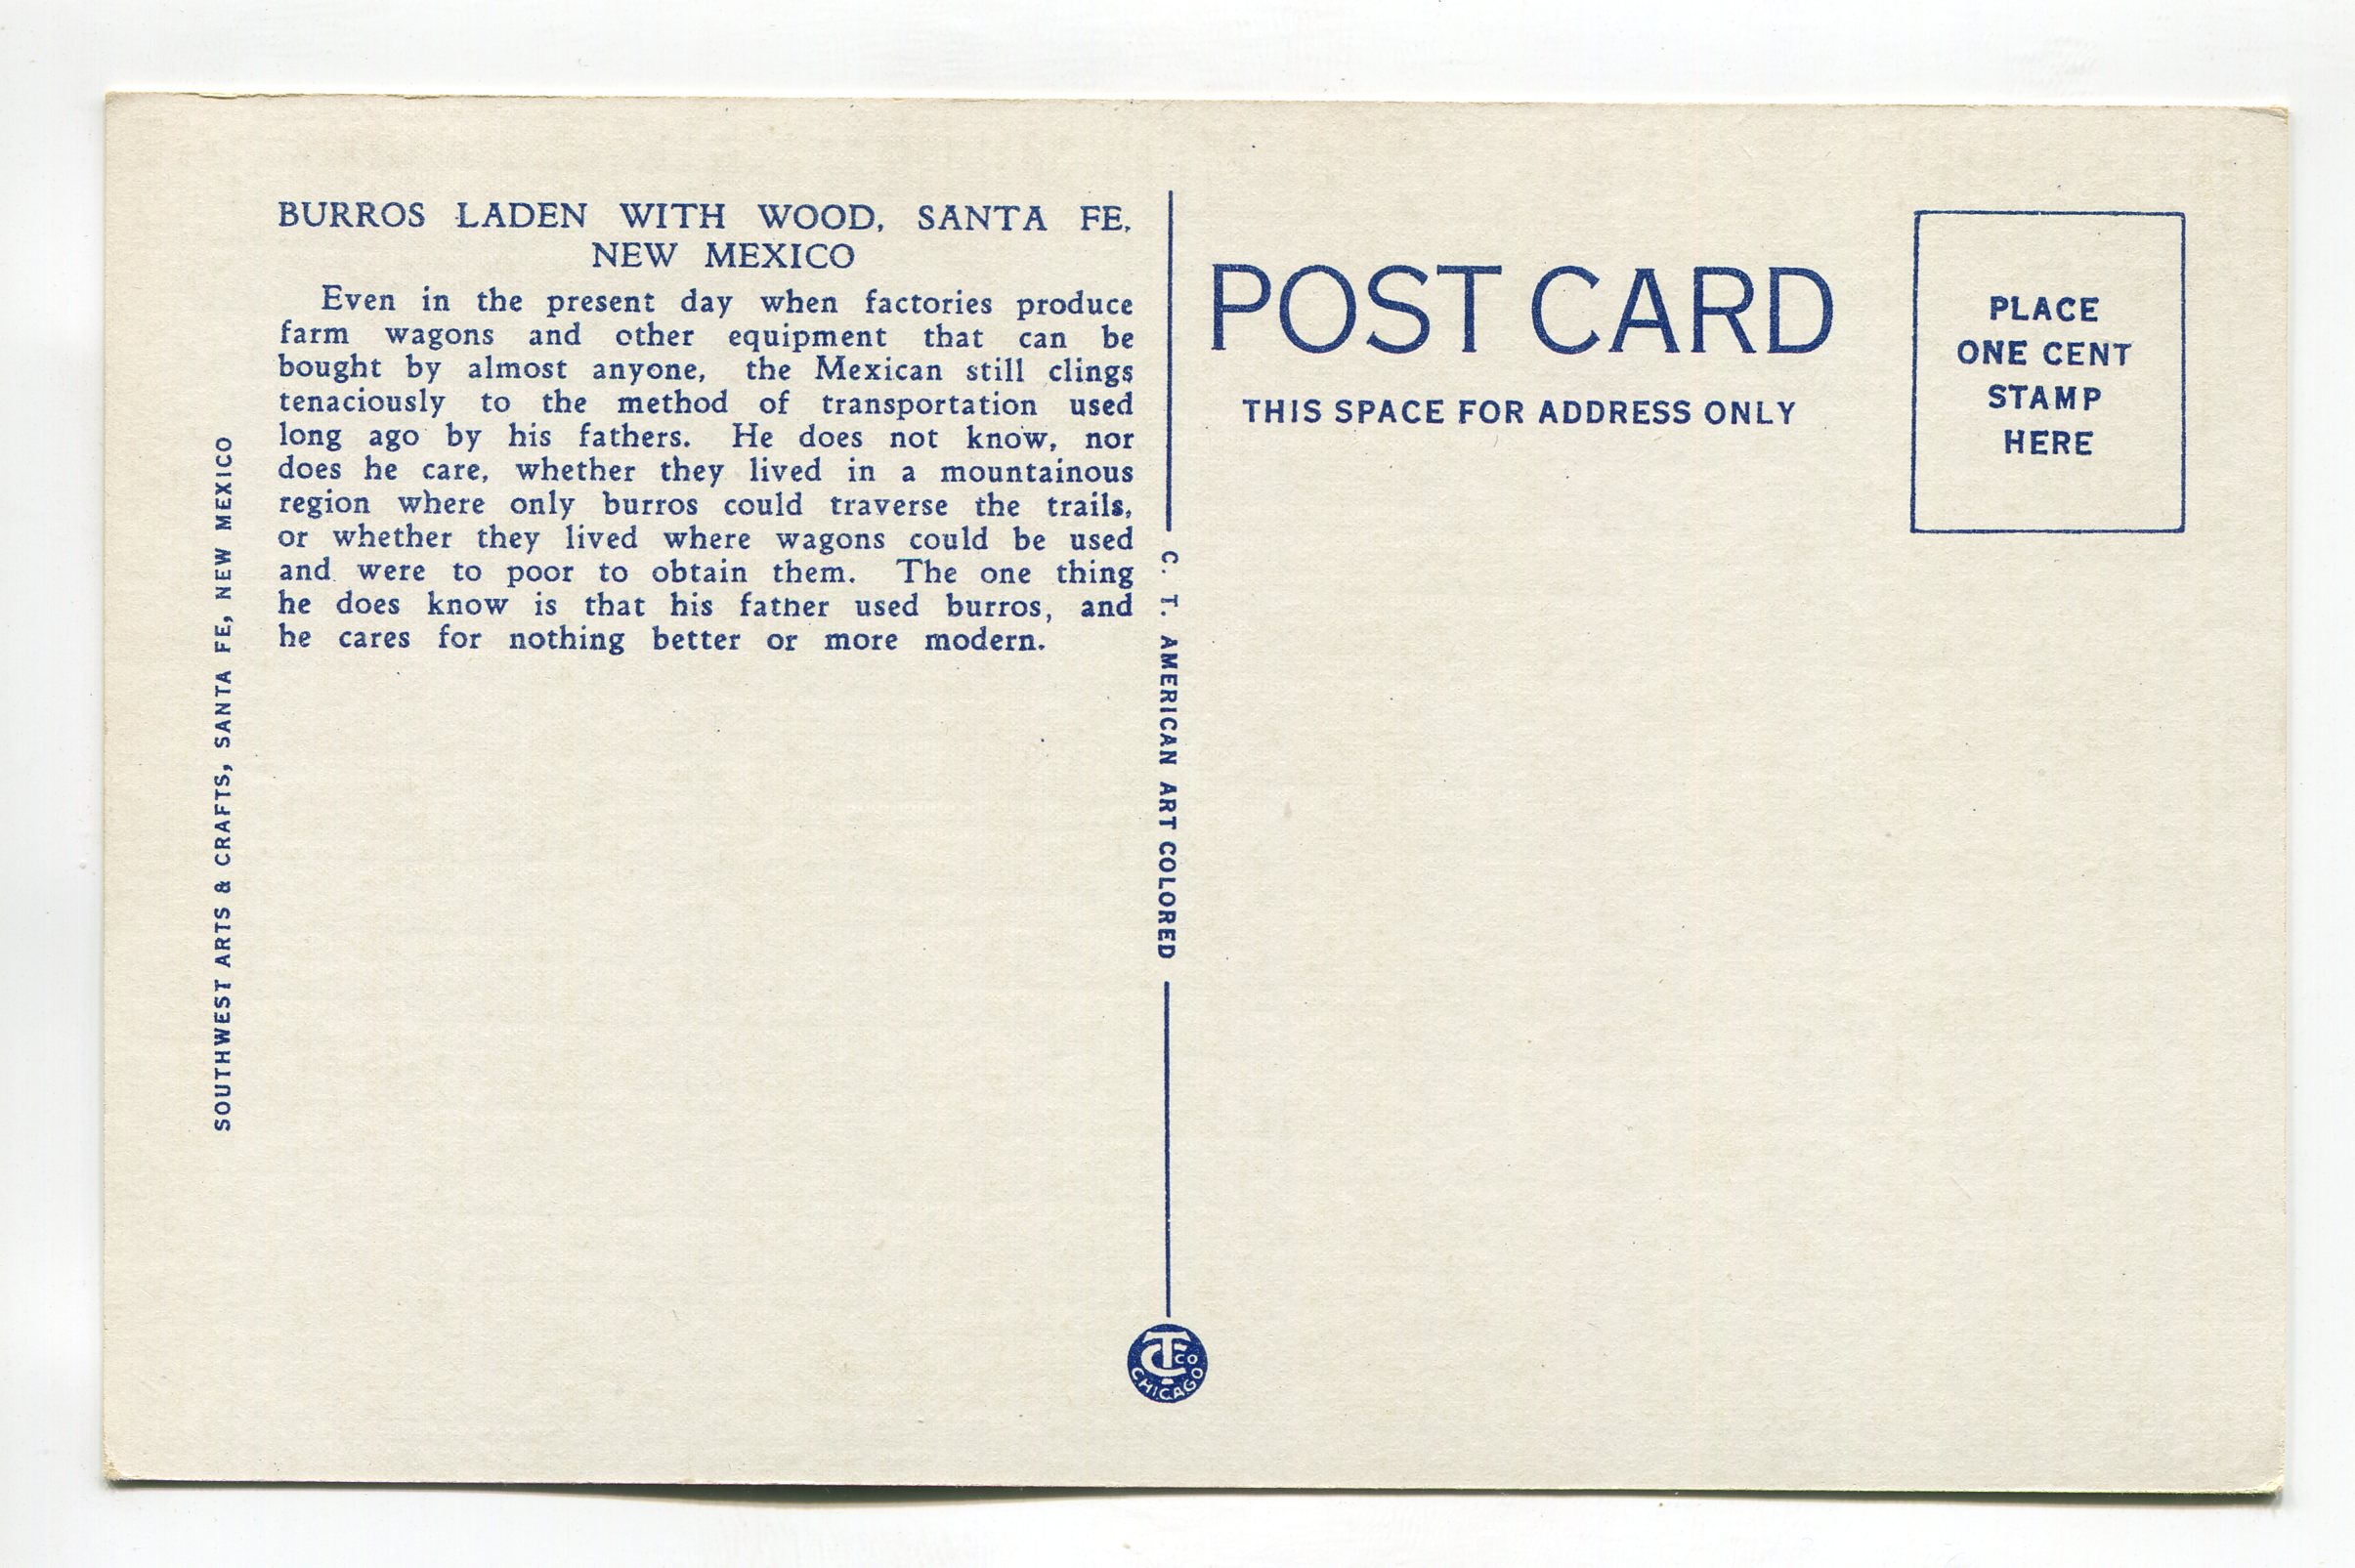 BURROS LADEN WITH WOOD, SANTA FE,
NEW MEXICO
Even in the present day when factories produce
farm wagons and other equipment that can be
bought by almost anyone, the Mexican still clings
tenaciously to the method of transportation used
long ago by his fathers. He does not know, nor
does he care, whether they lived in a mountainous
region where only burros could traverse the trails,
or whether they lived where wagons could be used
and were to poor to obtain them. The one thing
he does know is that his father used burros, and
he cares for nothing better or more modern.
SOUTHWEST ARTS & CRAFTS, SANTA FE, NEW MEXICO
C. T. AMERICAN ART COLORED
CT CO
CHICAGO
POST CARD
THIS SPACE FOR ADDRESS ONLY
PLACE
ONE CENT
STAMP
HERE